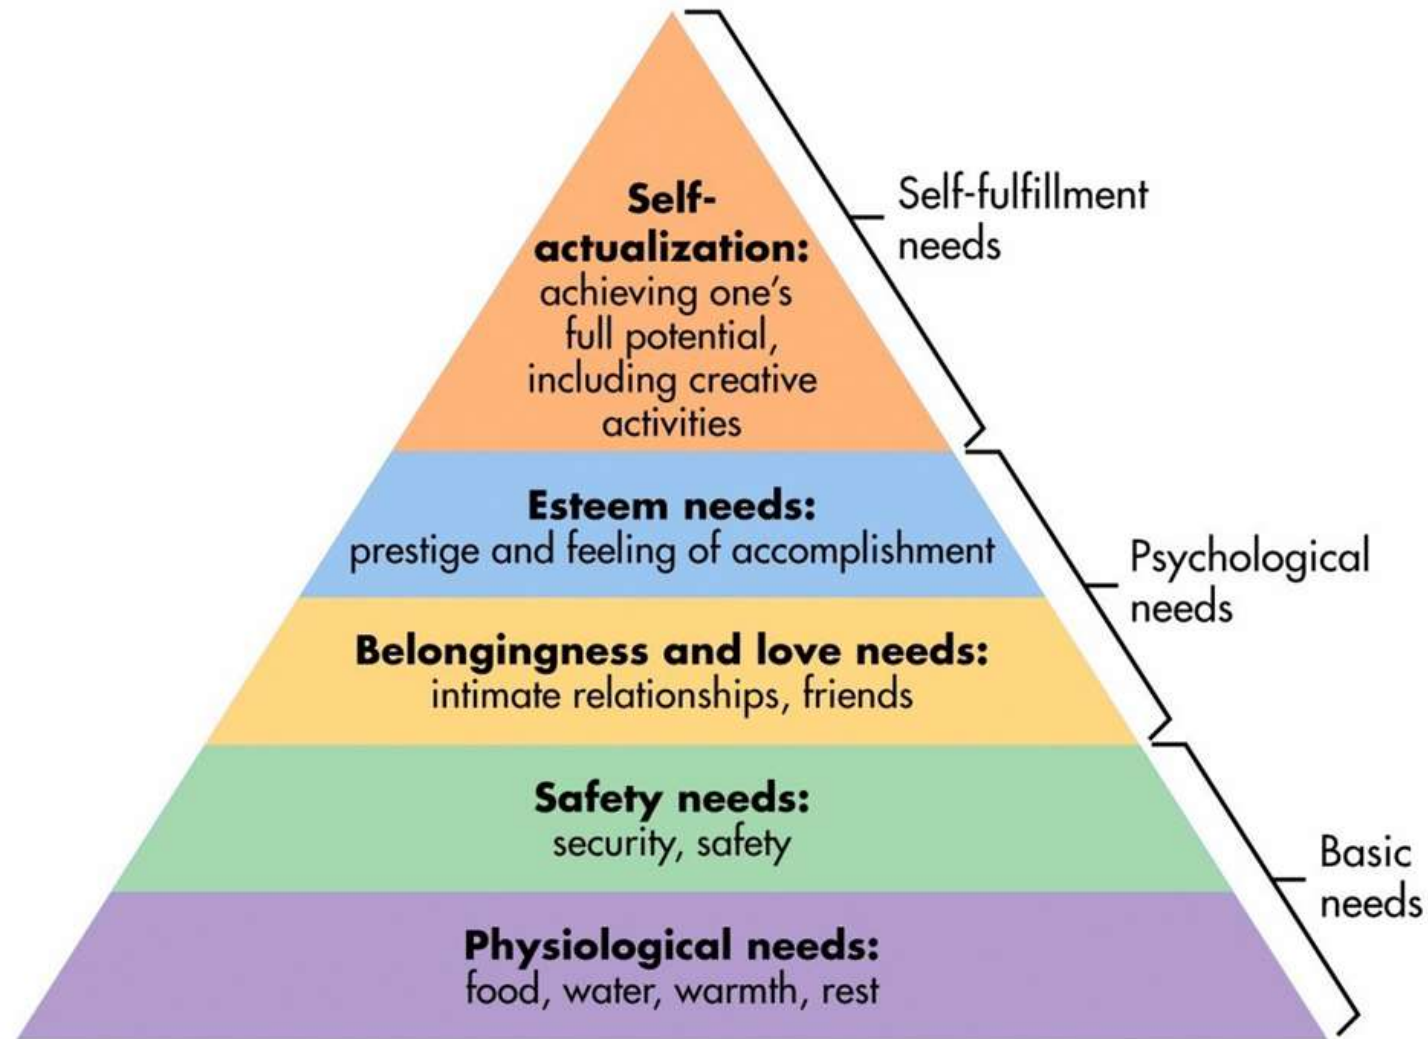 Self-
actualization:
achieving one's
full potential,
including creative
activities
Self-fulfillment
needs
Esteem needs:
prestige and feeling of accomplishment
Psychological
needs
Belongingness and love needs:
intimate relationships, friends
Safety needs:
security, safety
Basic
needs
Physiological needs:
food, water, warmth, rest